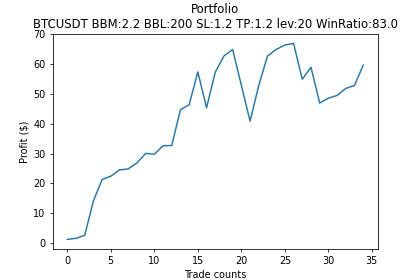 Portfolio
BTCUSDT BBM:2.2 BBL:200 SL:1.2 TP:1.2 lev:20 WinRatio:83.0
70
60
50
40
30
20
10
0
Profit ($)
0 5 10 15 20 25 30 35
Trade counts